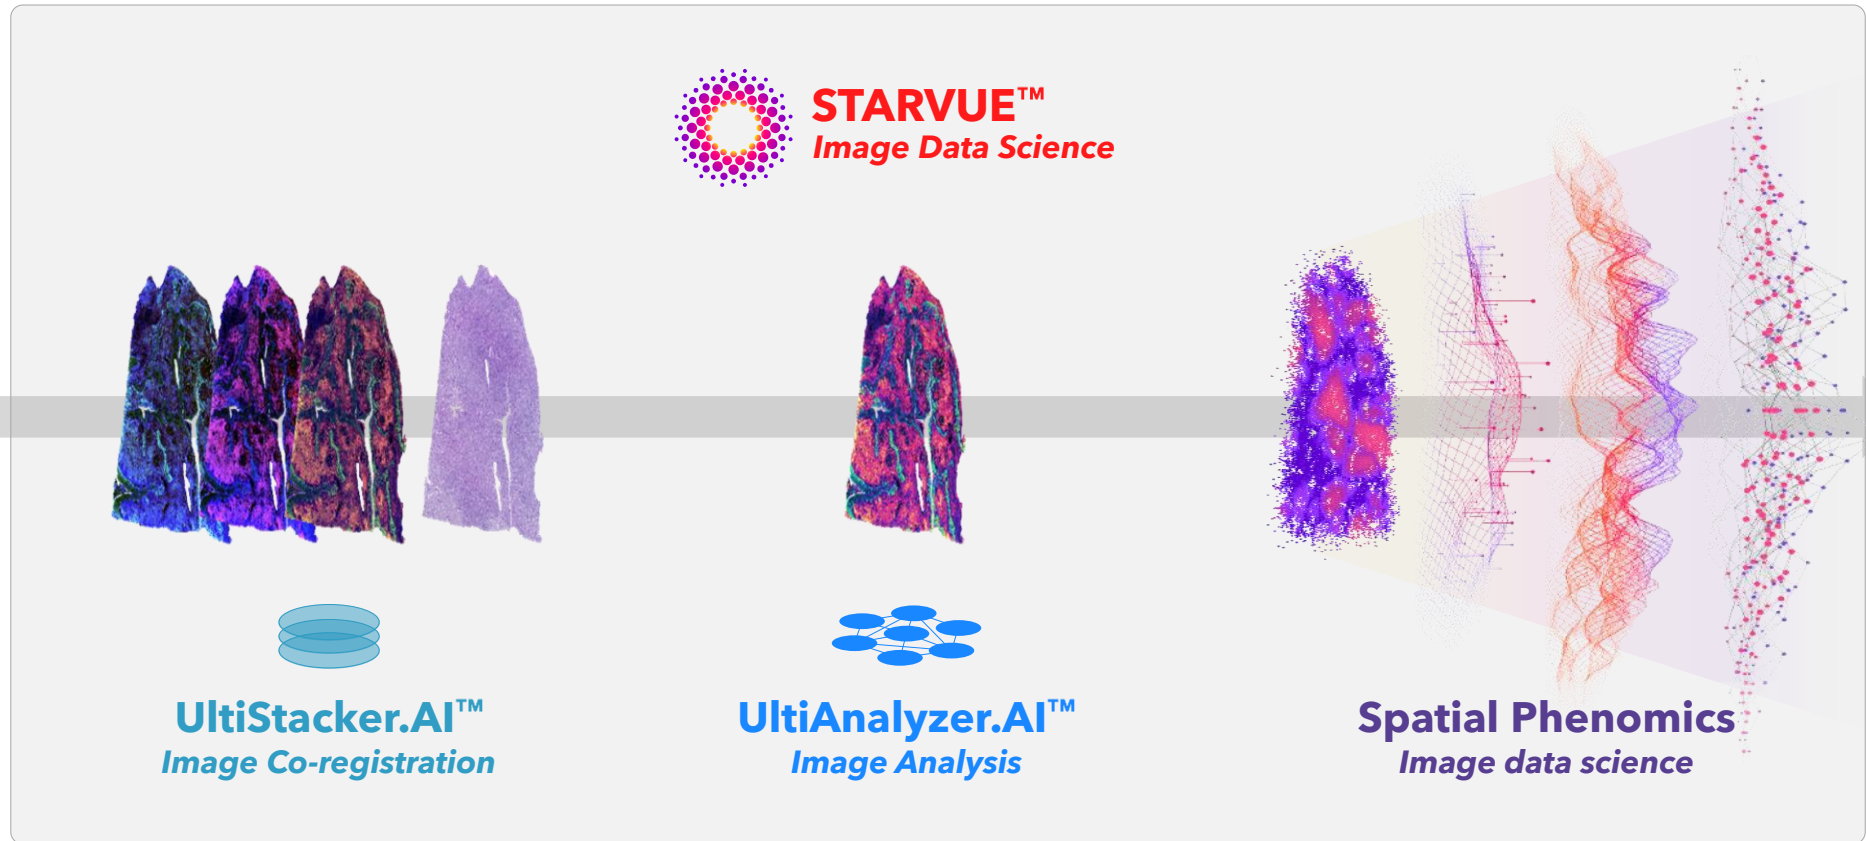 STARVUE™
Image Data Science
UltiStacker.AI™
Image Co-registration
UltiAnalyzer.AI™
Image Analysis
Spatial Phenomics
Image data science